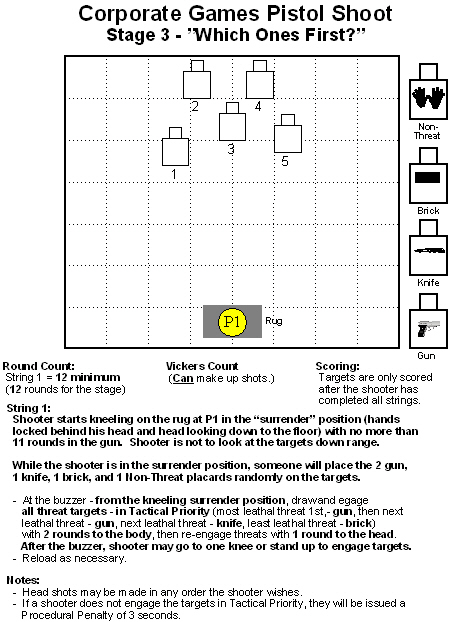 Corporate Games Pistol Shoot
Stage 3 - "Which Ones First?"
2
4
3
1
5
Non-
Threat
Brick
Knife
Gun
P1
Rug
Round Count:
String 1 = 12 minimum
(12 rounds for the stage)
Vickers Count
(Can make up shots.)
Scoring:
Targets are only scored
after the shooter has
completed all strings.
String 1:
Shooter starts kneeling on the rug at P1 in the "surrender" position (hands
locked behind his head and head looking down to the floor) with no more than
11 rounds in the gun. Shooter is not to look at the targets down range.
While the shooter is in the surrender position, someone will place the 2 gun,
1 knife, 1 brick, and 1 Non-Threat placards randomly on the targets.
- At the buzzer - from the kneeling surrender position, drawand egage
all threat targets - in Tactical Priority (most leathal threat 1st,- gun, then next
leathal threat - gun, next leathal threat - knife, least leathal threat - brick)
with 2 rounds to the body, then re-engage threats with 1 round to the head.
After the buzzer, shooter may go to one knee or stand up to engage targets.
- Reload as necessary.
Notes:
- Head shots may be made in any order the shooter wishes.
- If a shooter does not engage the targets in Tactical Priority, they will be issued a
Procedural Penalty of 3 seconds.